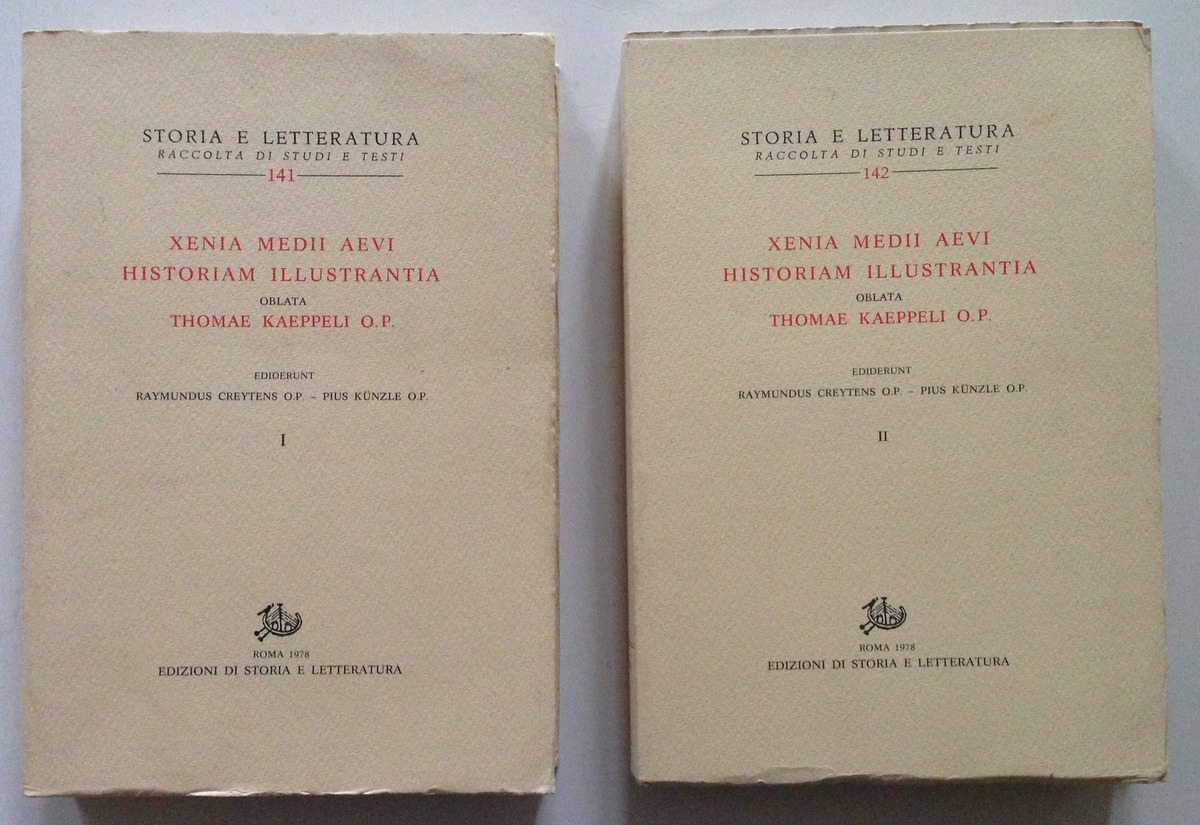 STORIA E LETTERATURA
RACCOLTA DI STUDI E TESTI
141
XENIA MEDII AEVI
HISTORIAM ILLUSTRANTIA
OBLATA
THOMAE KAEPPELI O.P.
EDIDERUNT
RAYMUNDUS CREYTENS O.P. – PIUS KÜNZLE O.P.
I
ROMA 1978
EDIZIONI DI STORIA E LETTERATURA
STORIA E LETTERATURA
RACCOLTA DI STUDI E TESTI
142
XENIA MEDII AEVI
HISTORIAM ILLUSTRANTIA
OBLATA
THOMAE KAEPPELI O.P.
EDIDERUNT
RAYMUNDUS CREYTENS O.P. – PIUS KÜNZLE O.P.
II
ROMA 1978
EDIZIONI DI STORIA E LETTERATURA